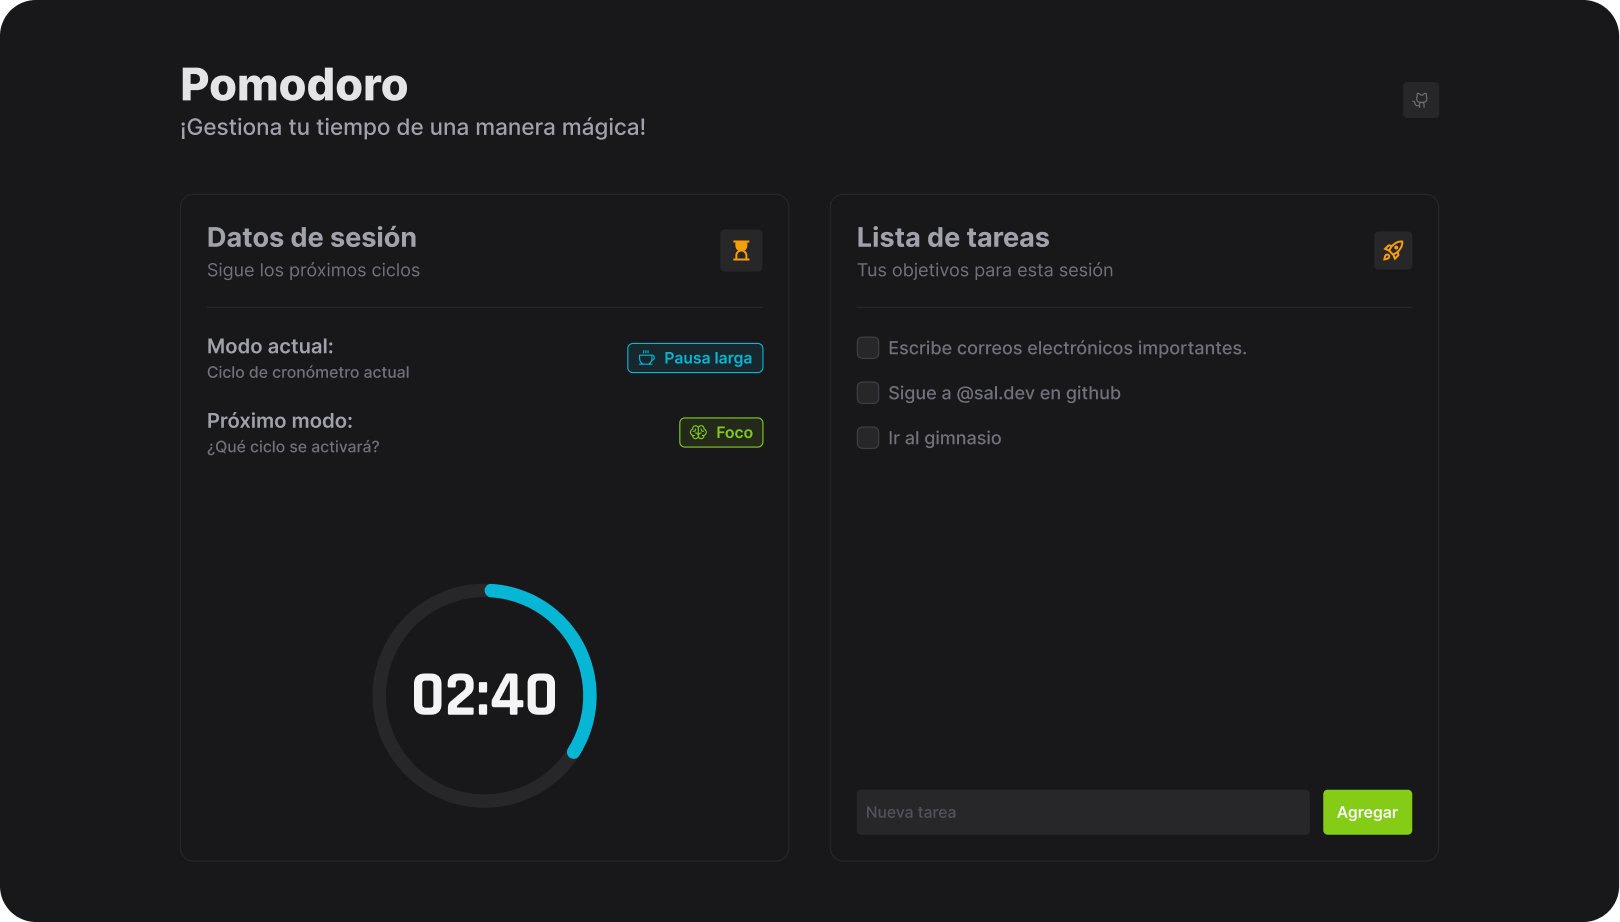 Pomodoro
¡Gestiona tu tiempo de una manera mágica!
Datos de sesión
Sigue los próximos ciclos
Modo actual:
Ciclo de cronómetro actual
Pausa larga
Próximo modo:
¿Qué ciclo se activará?
Foco
02:40
Lista de tareas
Tus objetivos para esta sesión
Escribe correos electrónicos importantes.
Sigue a @sal.dev en github
Ir al gimnasio
Nueva tarea
Agregar